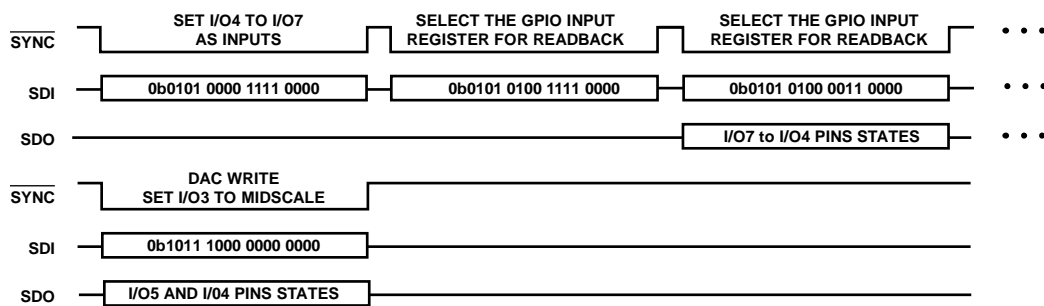 SET I/O4 TO I/O7
AS INPUTS
SELECT THE GPIO INPUT
REGISTER FOR READBACK
SELECT THE GPIO INPUT
REGISTER FOR READBACK
SYNC
SDI
0b0101 0000 1111 0000
0b0101 0100 1111 0000
0b0101 0100 0011 0000
SDO
I/O7 to I/O4 PINS STATES
SYNC
DAC WRITE
SET I/O3 TO MIDSCALE
SDI
0b1011 1000 0000 0000
SDO
I/O5 AND I/04 PINS STATES